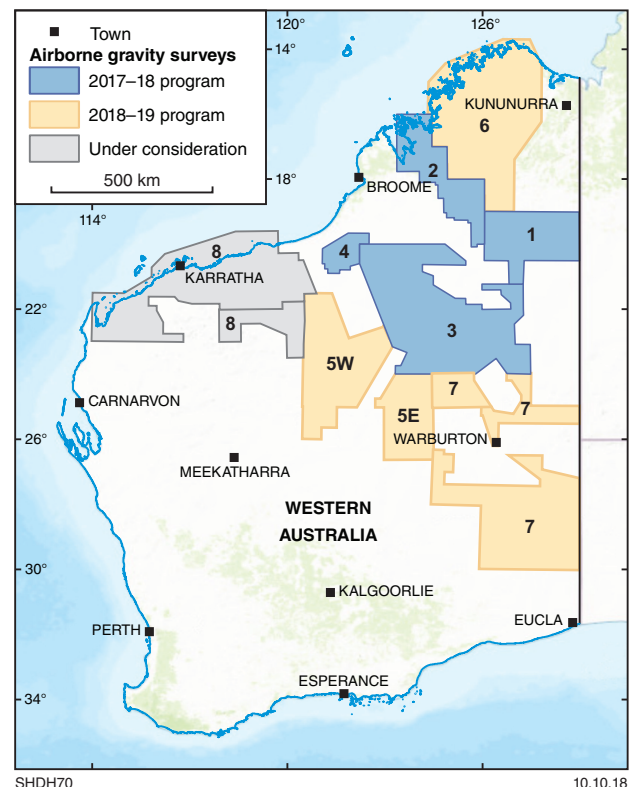 120°
126°
14°
Town
Airborne gravity surveys
2017–18 program
2018–19 program
Under consideration
500 km
KUNUNURRA
6
2
18°
BROOME
114°
1
8
4
KARRATHA
22°
8
3
5W
7
CARNARVON
5E
7
26°
WARBURTON
MEEKATHARRA
WESTERN
AUSTRALIA
7
30°
KALGOORLIE
PERTH
EUCLA
ESPERANCE
34°
SHDH70
10.10.18